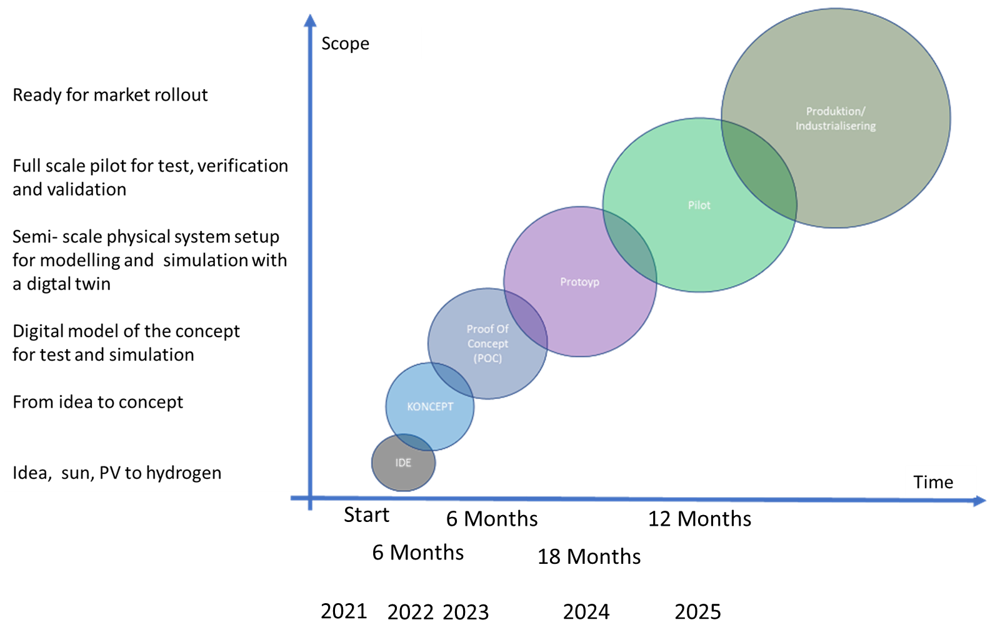 Scope
Ready for market rollout
Produktion/
Industrialisering
Full scale pilot for test, verification
and validation
Pilot
Semi- scale physical system setup
for modelling and  simulation with
a digtal twin
Protoyp
Digital model of the concept
for test and simulation
Proof Of
Concept
(POC)
From idea to concept
KONCEPT
Idea,  sun, PV to hydrogen
IDE
Time
Start
6 Months
12 Months
6 Months
18 Months
2021
2022
2023
2024
2025